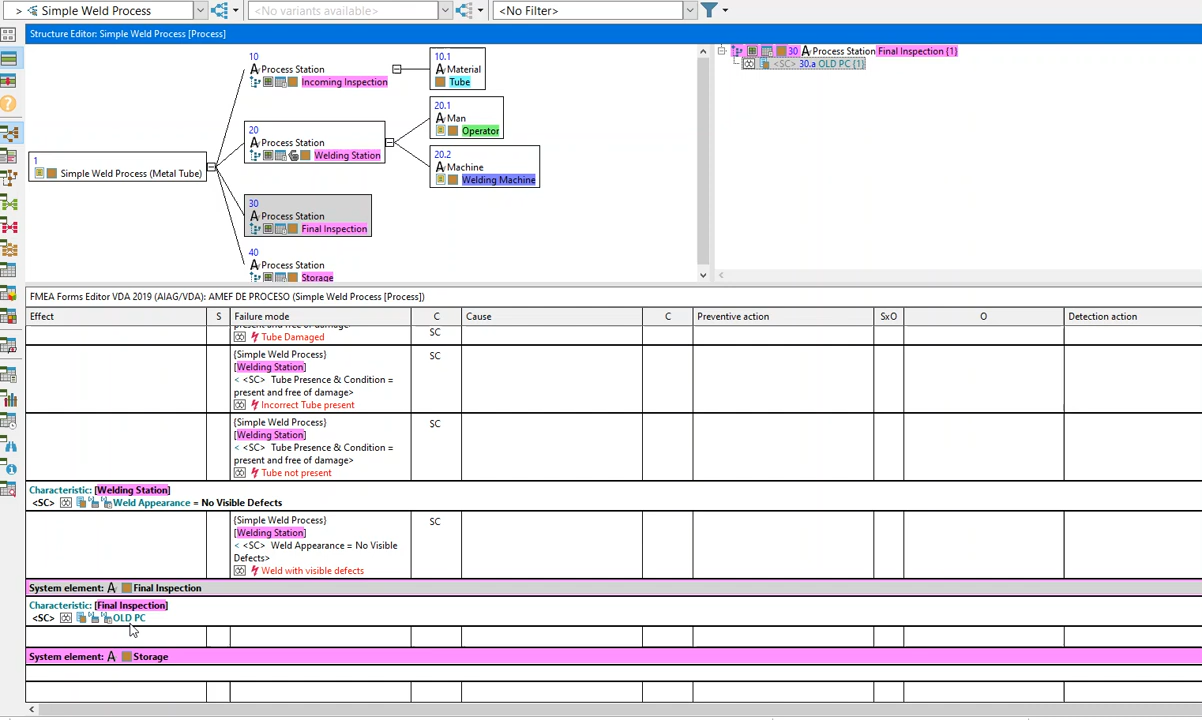 > Simple Weld Process
<No variants available>
<No Filter>
Structure Editor: Simple Weld Process [Process]
10
Process Station
Incoming Inspection
10.1
Material
Tube
20
Process Station
Welding Station
20.1
Man
Operator
20.2
Machine
Welding Machine
1
Simple Weld Process (Metal Tube)
30
Process Station
Final Inspection
40
Process Station
Storage
30 Process Station Final Inspection {1}
<SC> 30.a OLD PC {1}
FMEA Forms Editor VDA 2019 (AIAG/VDA): AMEF DE PROCESO (Simple Weld Process [Process])
Effect S Failure mode C Cause C Preventive action SxO O Detection action
present and free of damage>
Tube Damaged
SC
{Simple Weld Process}
[Welding Station]
< <SC> Tube Presence & Condition =
present and free of damage>
Incorrect Tube present
SC
{Simple Weld Process}
[Welding Station]
< <SC> Tube Presence & Condition =
present and free of damage>
Tube not present
SC
Characteristic: [Welding Station]
<SC> Weld Appearance = No Visible Defects
{Simple Weld Process}
[Welding Station]
< <SC> Weld Appearance = No Visible
Defects>
Weld with visible defects
SC
System element: Final Inspection
Characteristic: [Final Inspection]
<SC> OLD PC
System element: Storage